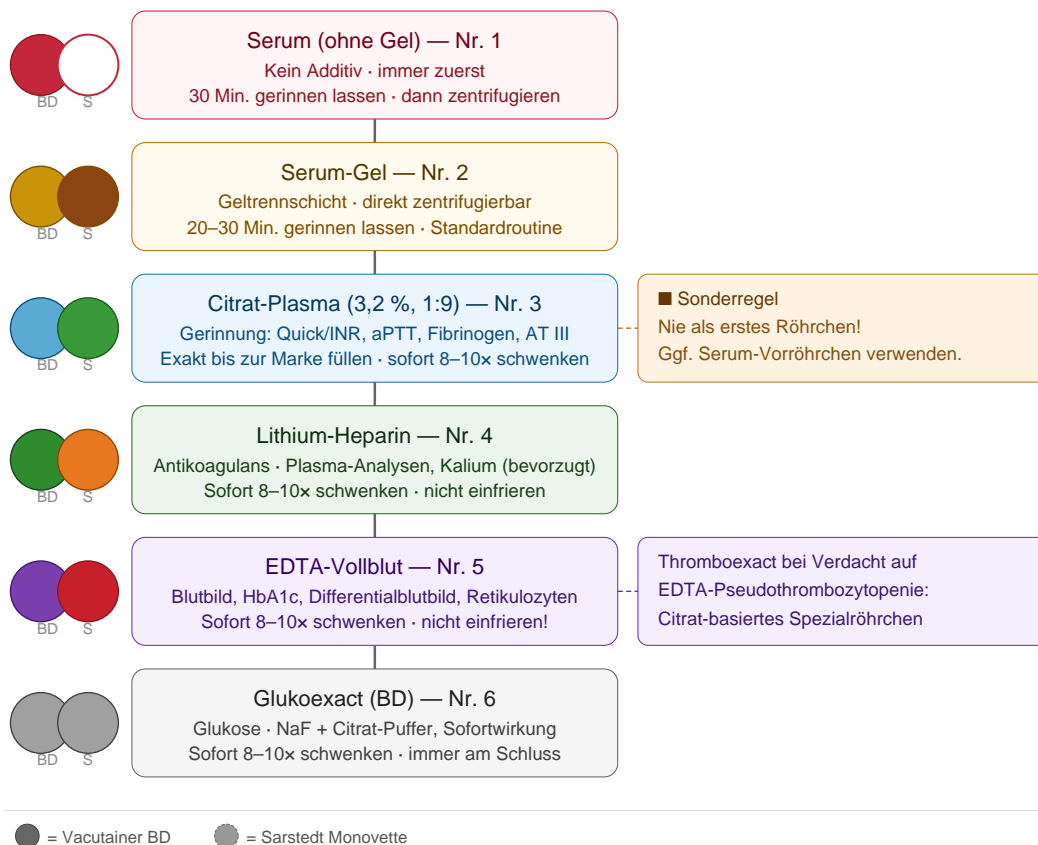 Serum (ohne Gel) — Nr. 1
Kein Additiv · immer zuerst
30 Min. gerinnen lassen · dann zentrifugieren
BD S
Serum-Gel — Nr. 2
Geltrennschicht · direkt zentrifugierbar
20–30 Min. gerinnen lassen · Standardroutine
BD S
Citrat-Plasma (3,2 %, 1:9) — Nr. 3
Gerinnung: Quick/INR, aPTT, Fibrinogen, AT III
Exakt bis zur Marke füllen · sofort 8–10× schwenken
BD S
■ Sonderregel
Nie als erstes Röhrchen!
Ggf. Serum-Vorröhrchen verwenden.
Lithium-Heparin — Nr. 4
Antikoagulans · Plasma-Analysen, Kalium (bevorzugt)
Sofort 8–10× schwenken · nicht einfrieren
BD S
EDTA-Vollblut — Nr. 5
Blutbild, HbA1c, Differentialblutbild, Retikulozyten
Sofort 8–10× schwenken · nicht einfrieren!
BD S
Thromboexact bei Verdacht auf
EDTA-Pseudothrombozytopenie:
Citrat-basiertes Spezialröhrchen
Glukoexact (BD) — Nr. 6
Glukose · NaF + Citrat-Puffer, Sofortwirkung
Sofort 8–10× schwenken · immer am Schluss
BD S
= Vacutainer BD
= Sarstedt Monovette